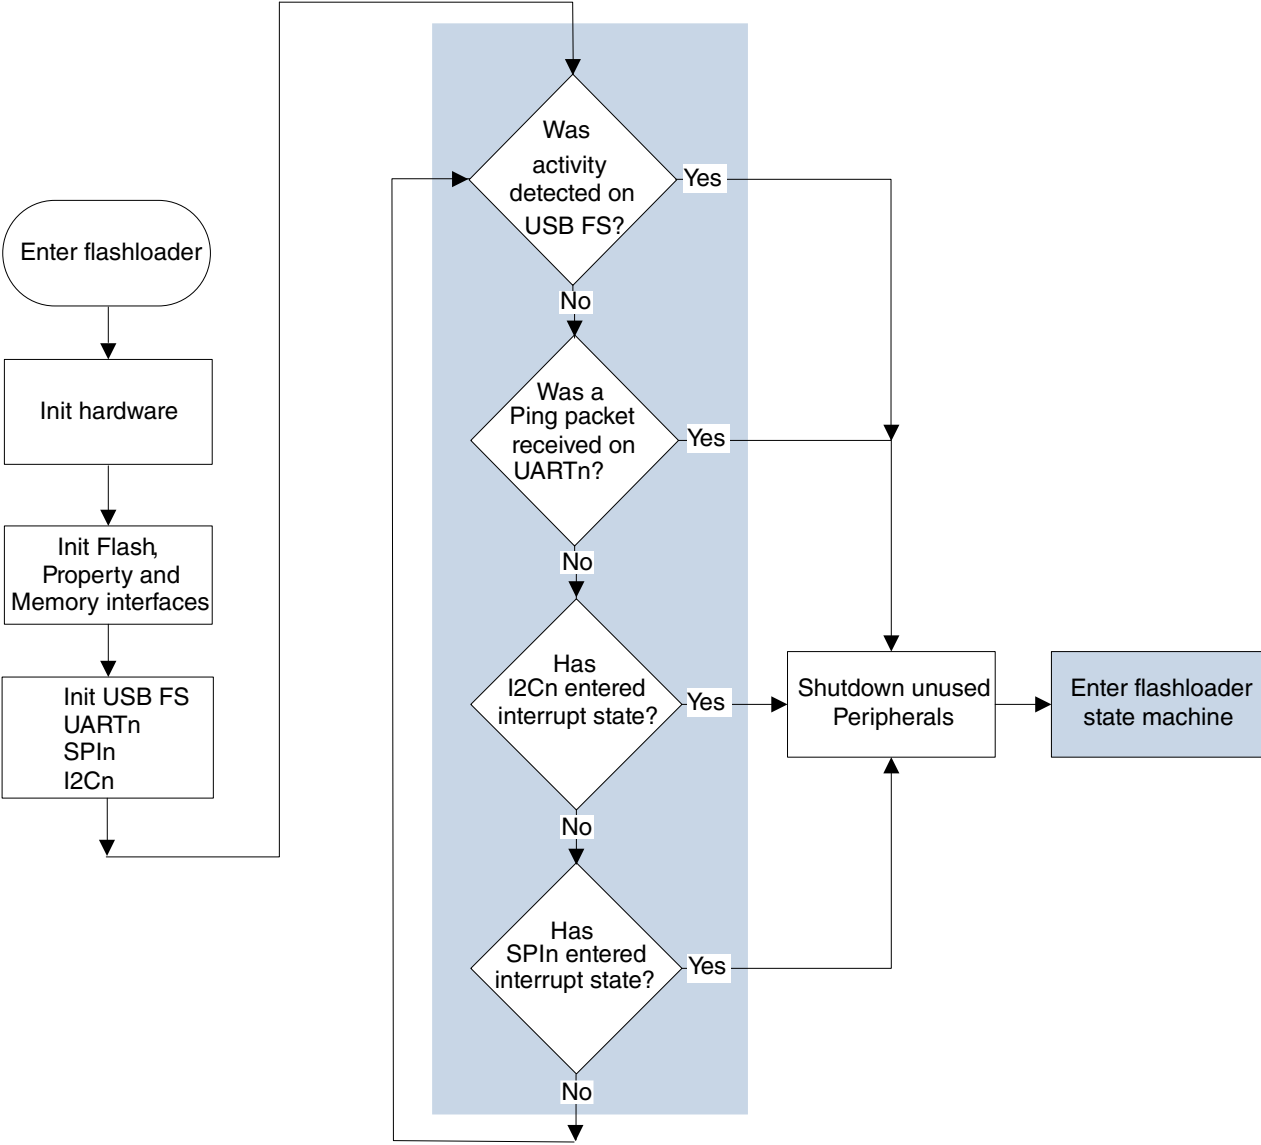 Enter flashloader
Init hardware
Init Flash,
Property and
Memory interfaces
Init USB FS
UARTn
SPIn
I2Cn
Was
activity
detected on
USB FS?
Yes
No
Was a
Ping packet
received on
UARTn?
Yes
No
Has
I2Cn entered
interrupt state?
Yes
No
Has
SPIn entered
interrupt state?
Yes
No
Shutdown unused
Peripherals
Enter flashloader
state machine